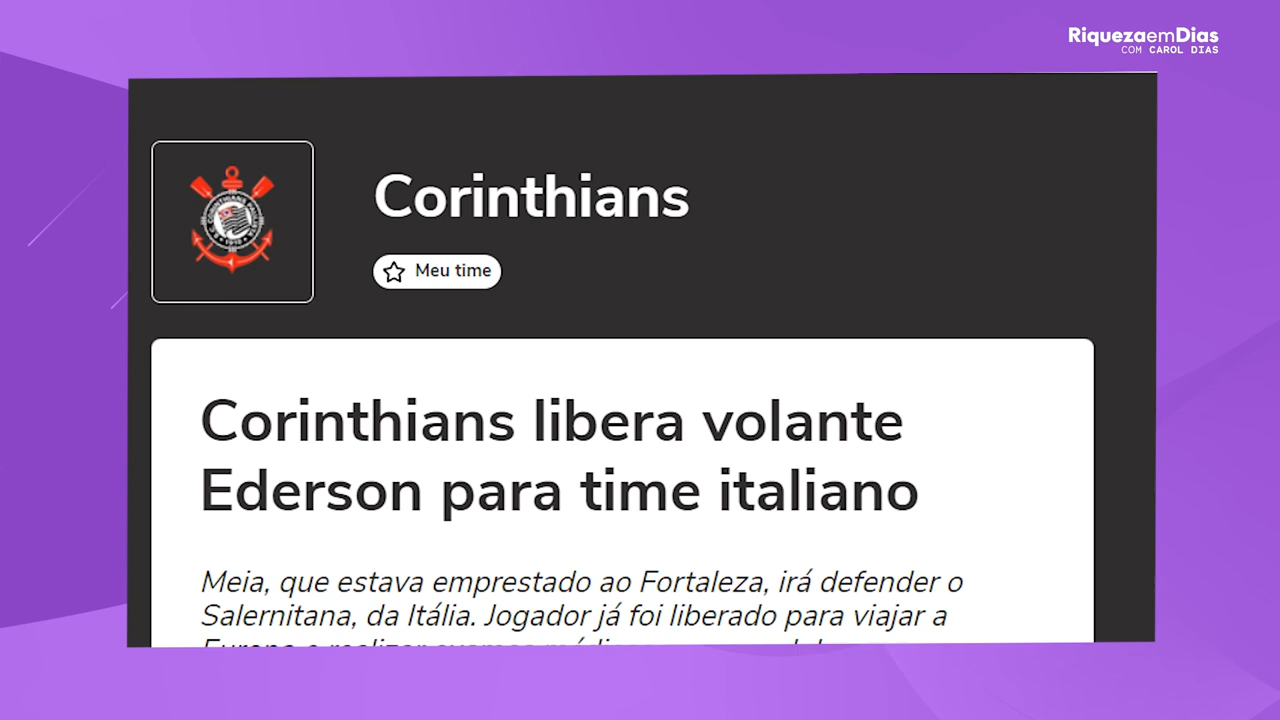 RiquezaemDias
COM CAROL DIAS
Corinthians
Meu time
Corinthians libera volante
Ederson para time italiano
Meia, que estava emprestado ao Fortaleza, irá defender o
Salernitana, da Itália. Jogador já foi liberado para viajar a